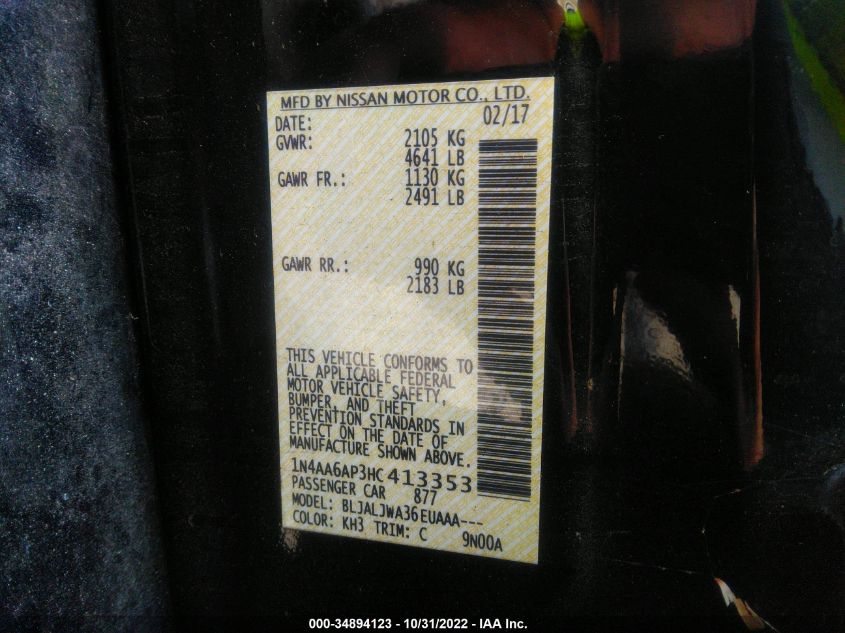 MFD BY NISSAN MOTOR CO., LTD.
DATE: 02/17
GVWR: 2105 KG
4641 LB
GAWR FR.: 1130 KG
2491 LB
GAWR RR.: 990 KG
2183 LB
THIS VEHICLE CONFORMS TO
ALL APPLICABLE FEDERAL
MOTOR VEHICLE SAFETY,
BUMPER, AND THEFT
PREVENTION STANDARDS IN
EFFECT ON THE DATE OF
MANUFACTURE SHOWN ABOVE.
1N4AA6AP3HC413353
PASSENGER CAR 877
MODEL: BLJALJWA36EUAAA---
COLOR: KH3 TRIM: C 9N00A
000-34894123 - 10/31/2022 - IAA Inc.